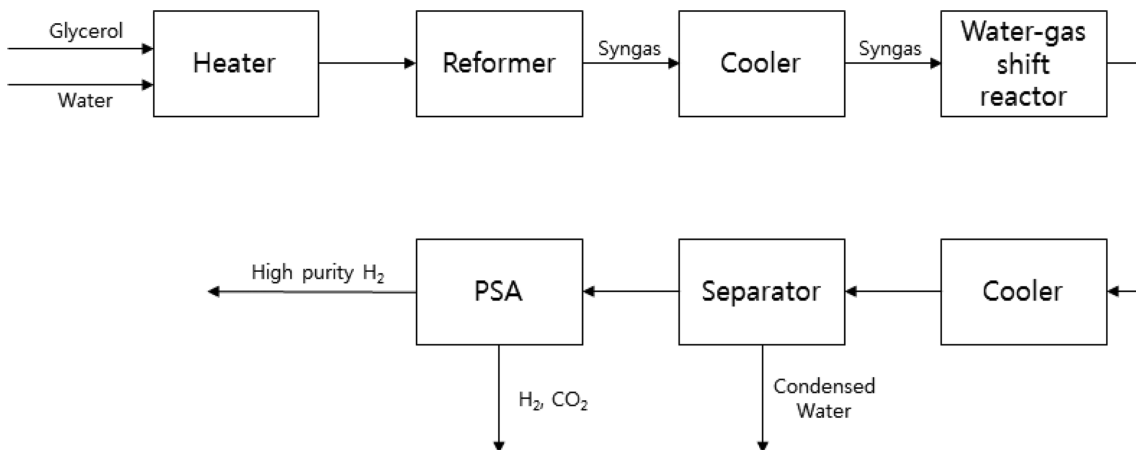 Glycerol
Water
Heater
Reformer
Syngas
Cooler
Syngas
Water-gas
shift
reactor
High purity H₂
PSA
Separator
Cooler
H₂, CO₂
Condensed
Water